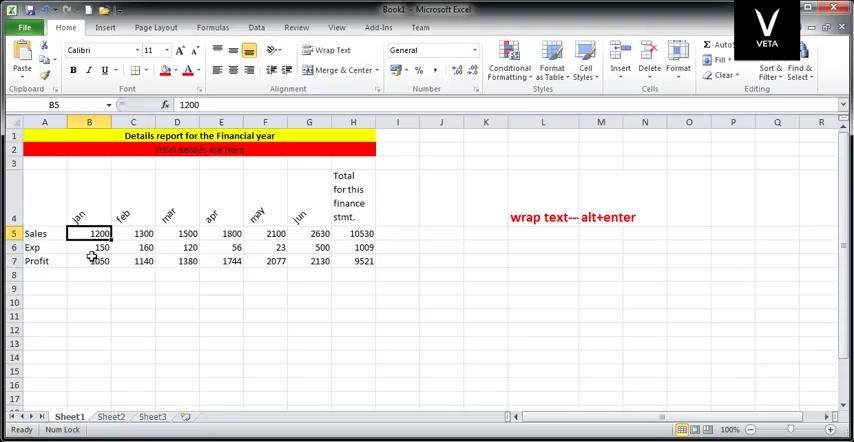 Book1 - Microsoft Excel
File Home Insert Page Layout Formulas Data Review View Add-Ins Team
VETA
Paste
Clipboard
Calibri 11
B I U
Font
Wrap Text
Merge & Center
Alignment
General
Number
Conditional Formatting
Format as Table
Cell Styles
Styles
Insert Delete Format
Cells
Fill
Clear
Sort & Filter
Find & Select
Editing
B5 fx 1200
A B C D E F G H I J K L M N O P Q R
1 Details report for the Financial year
2 Total details are here
3
4 jan feb mar apr may jun Total for this finance stmt.
wrap text--- alt+enter
5 Sales 1200 1300 1500 1800 2100 2630 10530
6 Exp 150 160 120 56 23 500 1009
7 Profit 1050 1140 1380 1744 2077 2130 9521
8
9
10
11
12
13
14
15
16
17
Sheet1 Sheet2 Sheet3
Ready Num Lock 100%